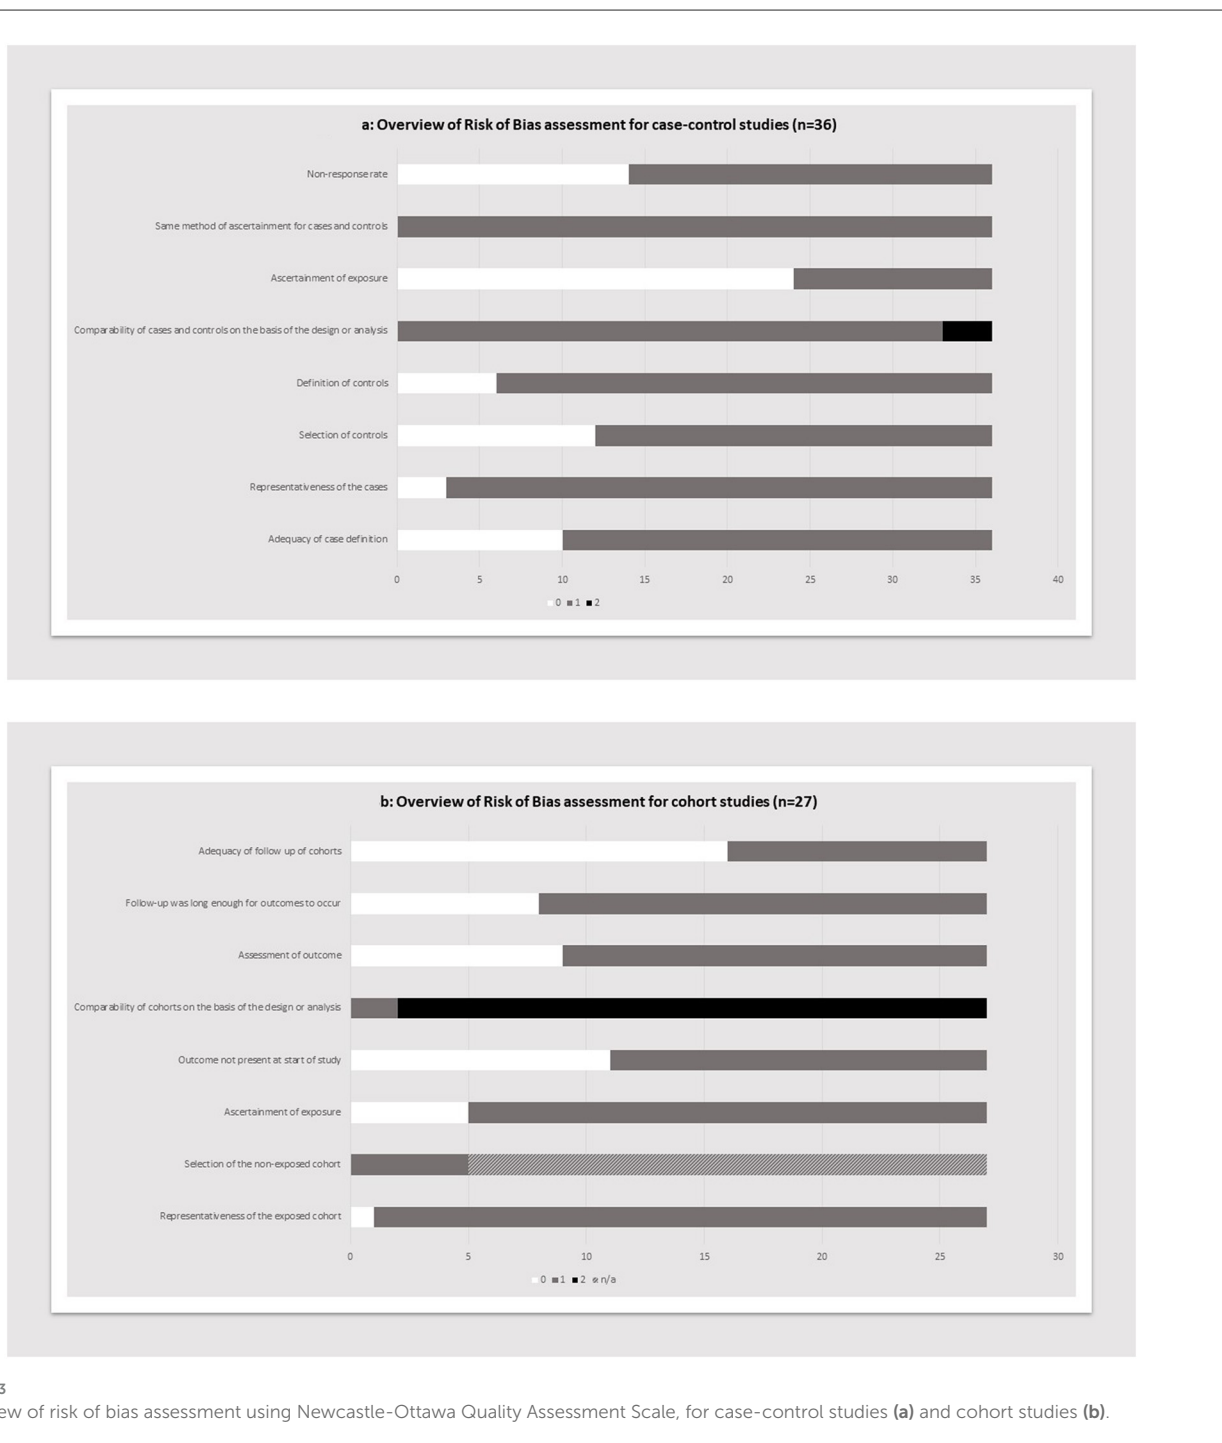 a: Overview of Risk of Bias assessment for case-control studies (n=36)
Non-response rate
Same method of ascertainment for cases and controls
Ascertainment of exposure
Comparability of cases and controls on the basis of the design or analysis
Definition of controls
Selection of controls
Representativeness of the cases
Adequacy of case definition
0 5 10 15 20 25 30 35 40
0 1 2
b: Overview of Risk of Bias assessment for cohort studies (n=27)
Adequacy of follow up of cohorts
Follow-up was long enough for outcomes to occur
Assessment of outcome
Comparability of cohorts on the basis of the design or analysis
Outcome not present at start of study
Ascertainment of exposure
Selection of the non-exposed cohort
Representativeness of the exposed cohort
0 5 10 15 20 25 30
0 1 2 n/a
3
ew of risk of bias assessment using Newcastle-Ottawa Quality Assessment Scale, for case-control studies (a) and cohort studies (b).